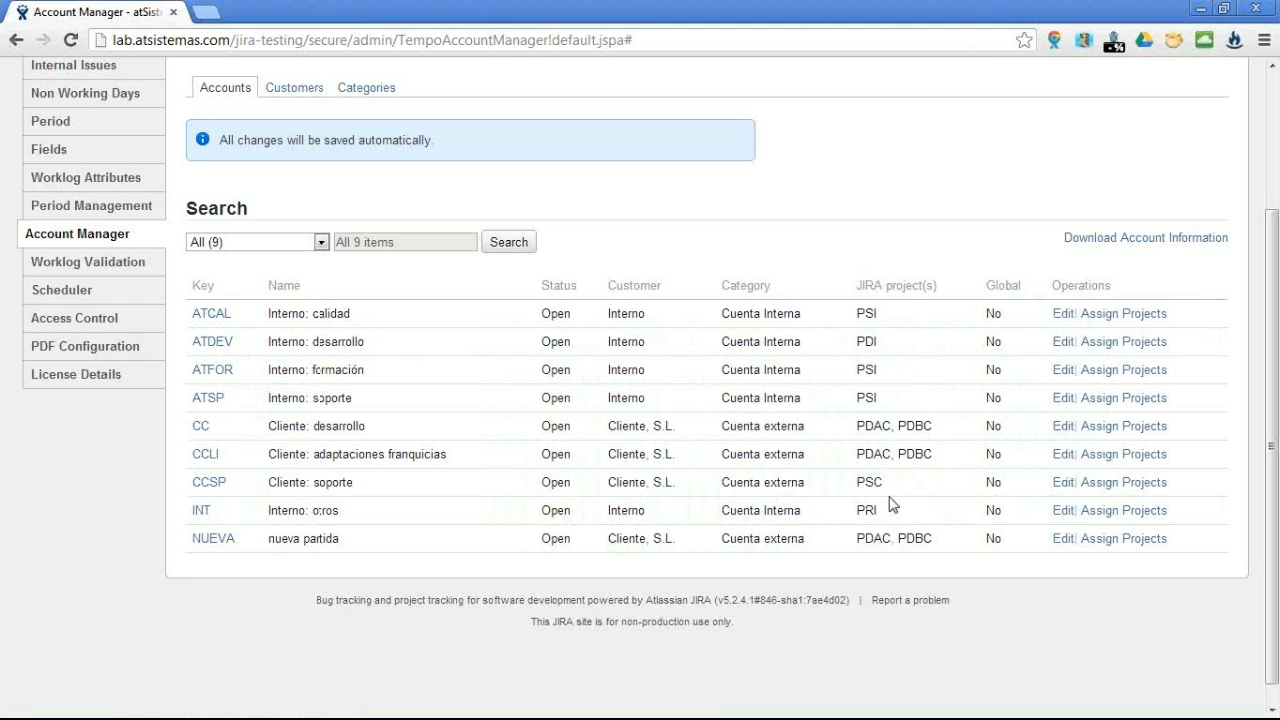 Account Manager - atSiste
lab.atsistemas.com/jira-testing/secure/admin/TempoAccountManager!default.jspa#
Internal Issues
Non Working Days
Period
Fields
Worklog Attributes
Period Management
Account Manager
Worklog Validation
Scheduler
Access Control
PDF Configuration
License Details
Accounts Customers Categories
All changes will be saved automatically.
Search
All (9) All 9 items Search Download Account Information
Key Name Status Customer Category JIRA project(s) Global Operations
ATCAL Interno: calidad Open Interno Cuenta Interna PSI No Edit| Assign Projects
ATDEV Interno: desarrollo Open Interno Cuenta Interna PDI No Edit| Assign Projects
ATFOR Interno: formación Open Interno Cuenta Interna PSI No Edit| Assign Projects
ATSP Interno: soporte Open Interno Cuenta Interna PSI No Edit| Assign Projects
CC Cliente: desarrollo Open Cliente, S.L. Cuenta externa PDAC, PDBC No Edit| Assign Projects
CCLI Cliente: adaptaciones franquicias Open Cliente, S.L. Cuenta externa PDAC, PDBC No Edit| Assign Projects
CCSP Cliente: soporte Open Cliente, S.L. Cuenta externa PSC No Edit| Assign Projects
INT Interno: otros Open Interno Cuenta Interna PRI No Edit| Assign Projects
NUEVA nueva partida Open Cliente, S.L. Cuenta externa PDAC, PDBC No Edit| Assign Projects
Bug tracking and project tracking for software development powered by Atlassian JIRA (v5.2.4.1#846-sha1:7ae4d02) | Report a problem
This JIRA site is for non-production use only.